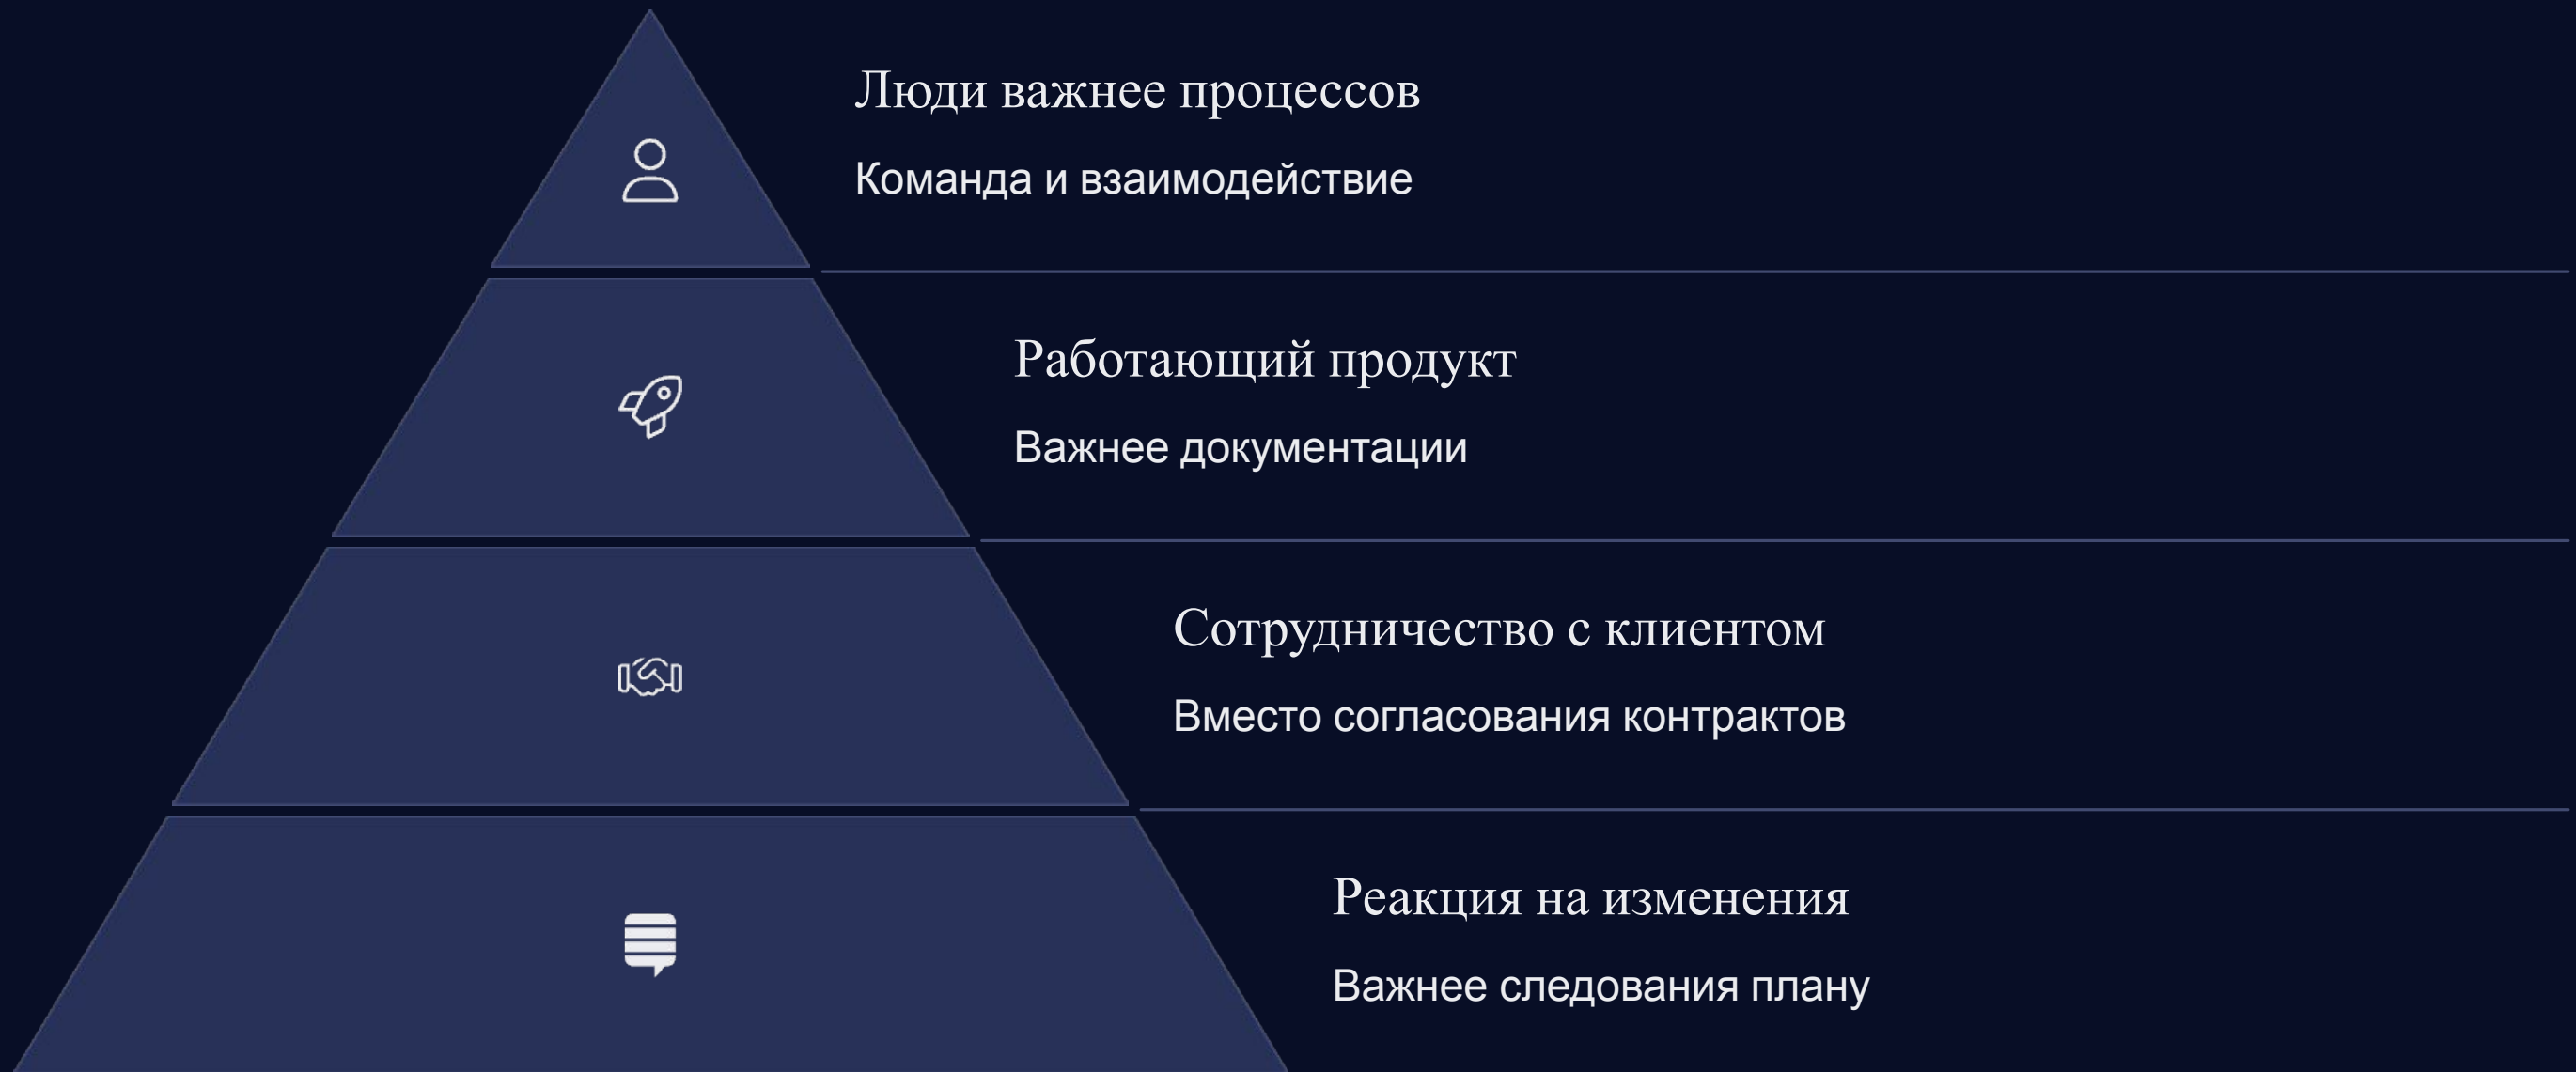 Люди важнее процессов
Команда и взаимодействие
Работающий продукт
Важнее документации
Сотрудничество с клиентом
Вместо согласования контрактов
Реакция на изменения
Важнее следования плану